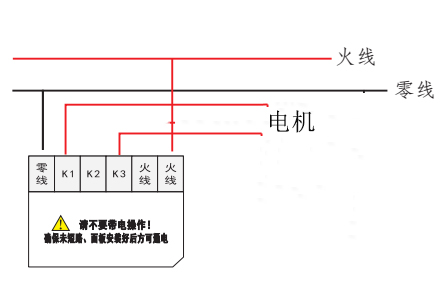 火线
零线
电机
零线 K1 K2 K3 火线 火线
请不要带电操作！
确保未短路、面板安装好后方可通电